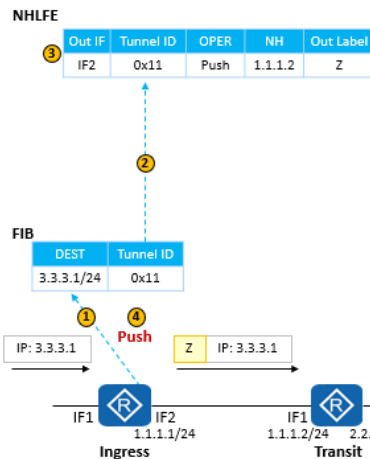 NHLFE
3
Out IF Tunnel ID OPER NH Out Label
IF2 0x11 Push 1.1.1.2 Z
2
FIB
DEST Tunnel ID
3.3.3.1/24 0x11
1 4
Push
IP: 3.3.3.1 Z IP: 3.3.3.1
R R
IF1 IF2 IF1
1.1.1.1/24 1.1.1.2/24 2.2.
Ingress Transit